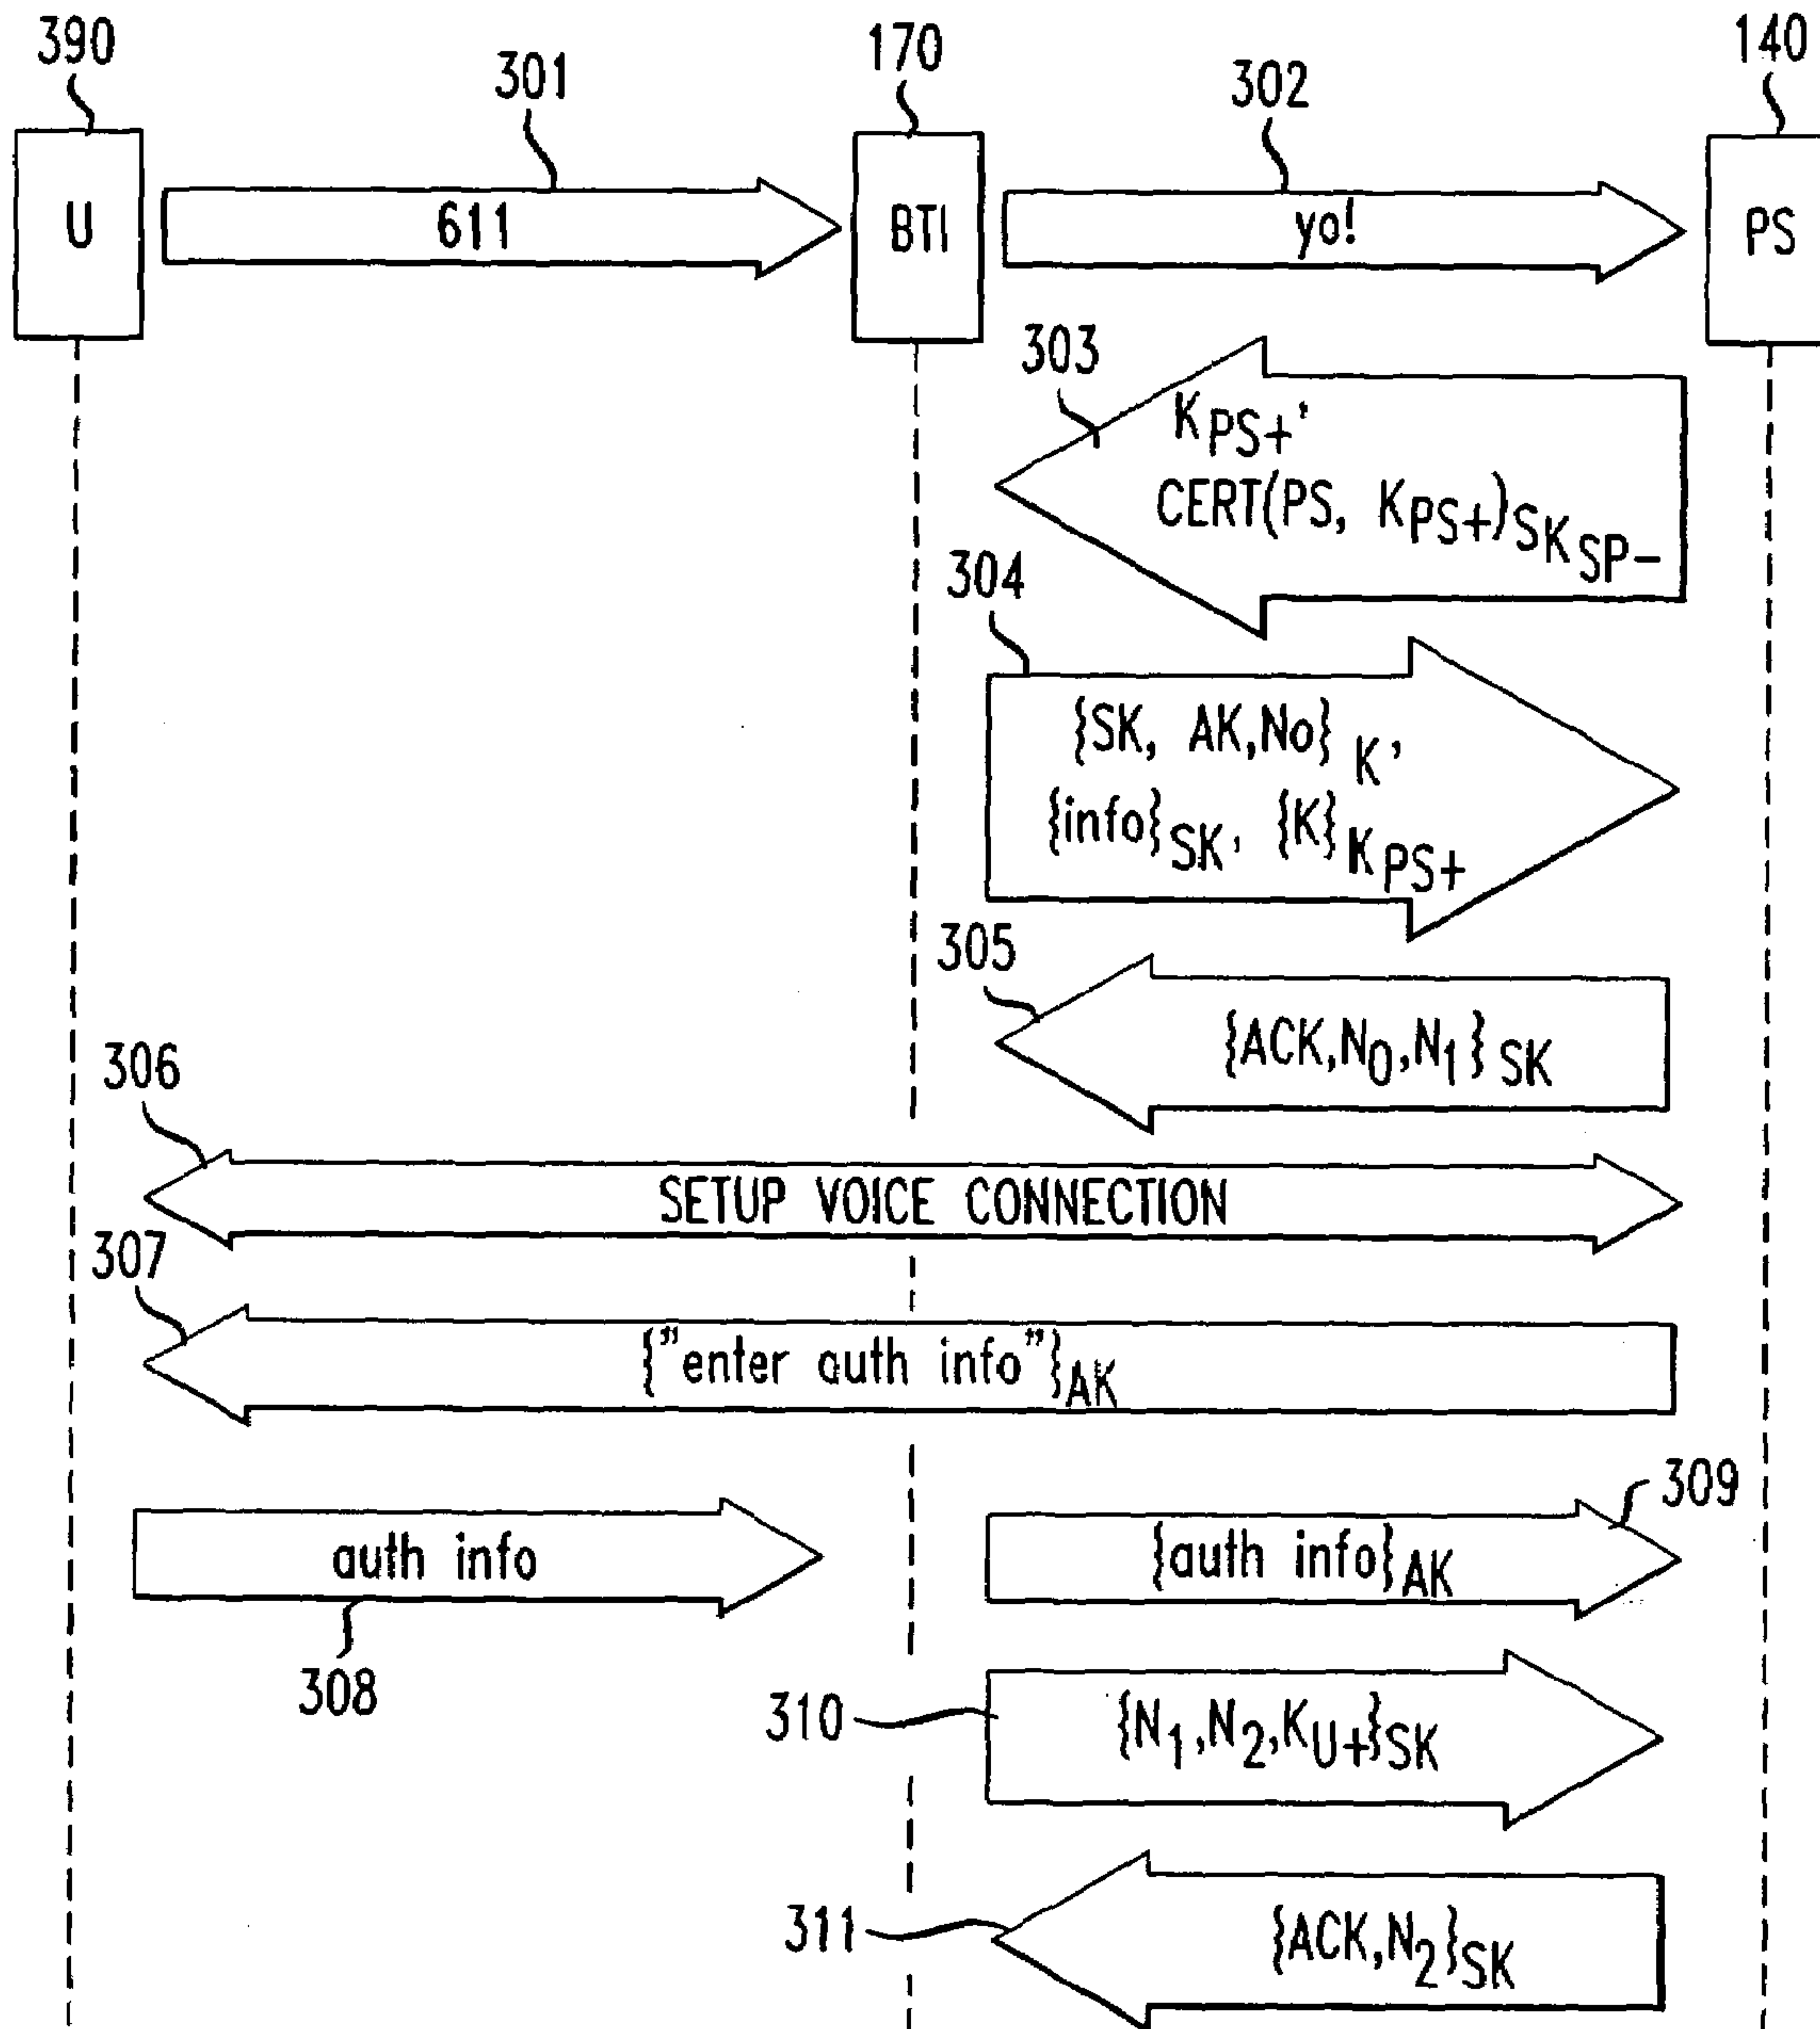 390
301
170
302
140
U
611
BTI
yo!
PS
303
KPS+,
CERT(PS, KPS+)SKSP-
304
{SK, AK,No}K,
{info}SK, {K}KPS+
305
{ACK,N0,N1}SK
306
SETUP VOICE CONNECTION
307
{"enter auth info"}AK
309
auth info
{auth info}AK
308
310
{N1,N2,KU+}SK
311
{ACK,N2}SK